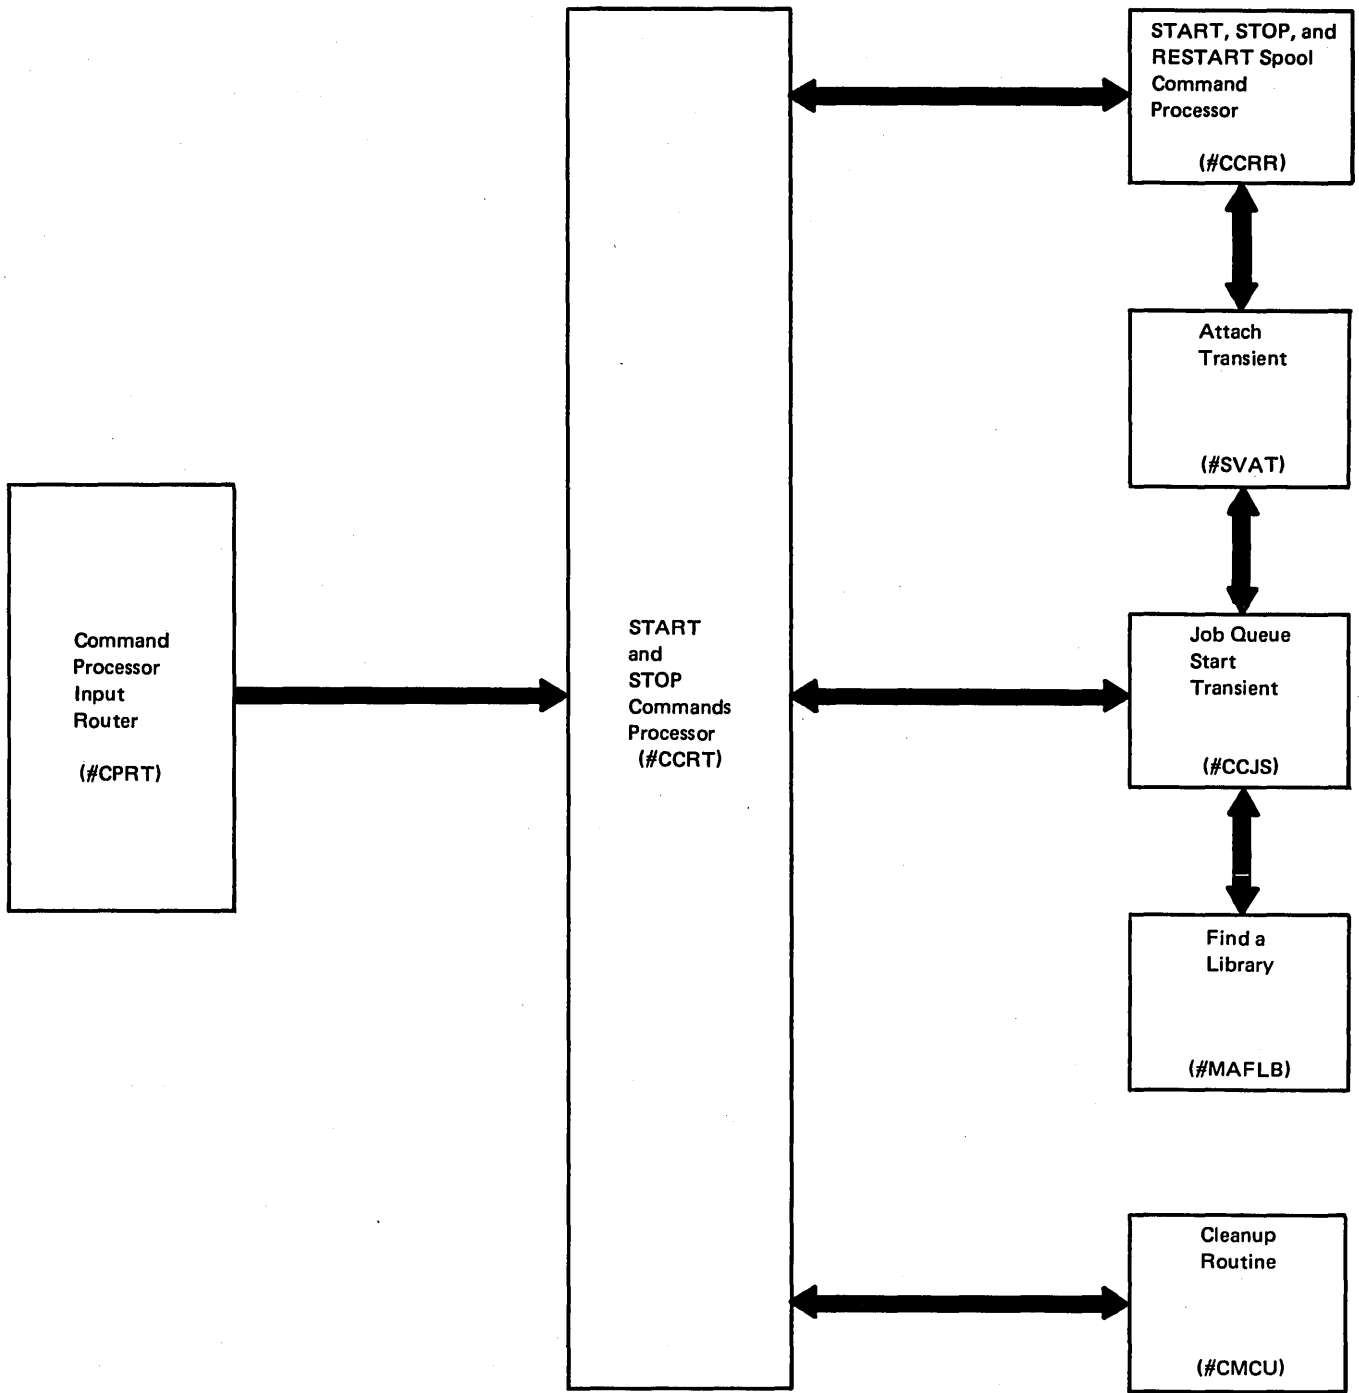 START, STOP, and
RESTART Spool
Command
Processor
(#CCRR)
Attach
Transient
(#SVAT)
Command
Processor
Input
Router
(#CPRT)
START
and
STOP
Commands
Processor
(#CCRT)
Job Queue
Start
Transient
(#CCJS)
Find a
Library
(#MAFLB)
Cleanup
Routine
(#CMCU)